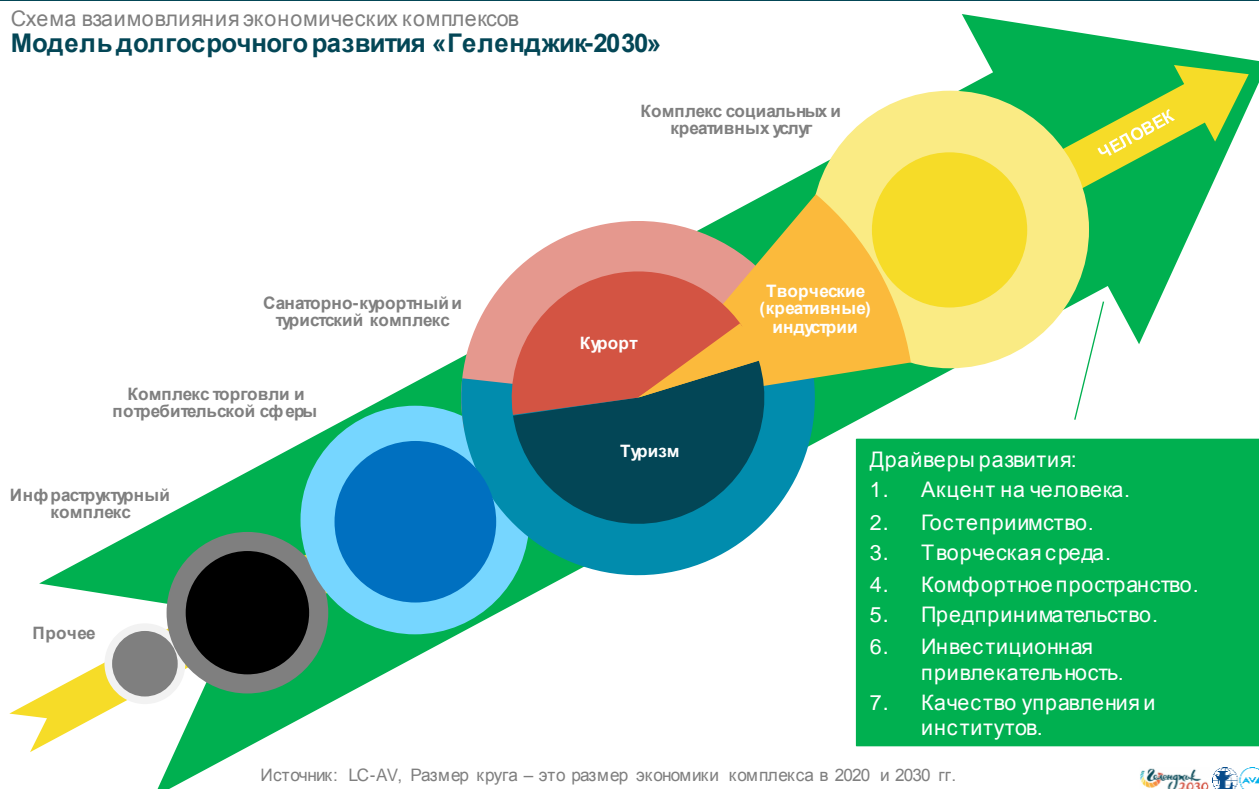 Схема взаимовлияния экономических комплексов
Модель долгосрочного развития «Геленджик-2030»
Комплекс социальных и
креативных услуг
ЧЕЛОВЕК
Санаторно-курортный и
туристский комплекс
Творческие
(креативные)
индустрии
Курорт
Комплекс торговли и
потребительской сферы
Туризм
Инфраструктурный
комплекс
Прочее
Драйверы развития:
1. Акцент на человека.
2. Гостеприимство.
3. Творческая среда.
4. Комфортное пространство.
5. Предпринимательство.
6. Инвестиционная
привлекательность.
7. Качество управления и
институтов.
Источник: LC-AV, Размер круга – это размер экономики комплекса в 2020 и 2030 гг.
Геленджик
2030